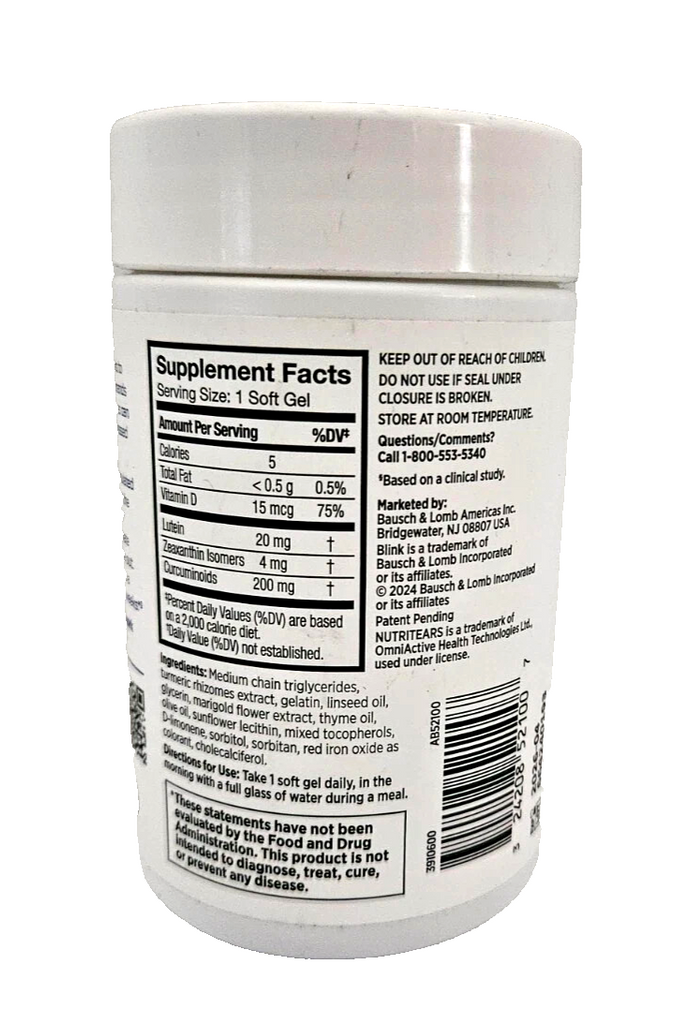 Supplement Facts
Serving Size: 1 Soft Gel
Amount Per Serving %DV‡
Calories 5
Total Fat < 0.5 g 0.5%
Vitamin D 15 mcg 75%
Lutein 20 mg †
Zeaxanthin Isomers 4 mg †
Curcuminoids 200 mg †
‡Percent Daily Values (%DV) are based
on a 2,000 calorie diet.
†Daily Value (%DV) not established.
Ingredients: Medium chain triglycerides,
turmeric rhizomes extract, gelatin, linseed oil,
glycerin, marigold flower extract, thyme oil,
olive oil, sunflower lecithin, mixed tocopherols,
D-limonene, sorbitol, sorbitan, red iron oxide as
colorant, cholecalciferol.
Directions for Use: Take 1 soft gel daily, in the
morning with a full glass of water during a meal.
*These statements have not been
evaluated by the Food and Drug
Administration. This product is not
intended to diagnose, treat, cure,
or prevent any disease.
KEEP OUT OF REACH OF CHILDREN.
DO NOT USE IF SEAL UNDER
CLOSURE IS BROKEN.
STORE AT ROOM TEMPERATURE.
Questions/Comments?
Call 1-800-553-5340
§Based on a clinical study.
Marketed by:
Bausch & Lomb Americas Inc.
Bridgewater, NJ 08807 USA
Blink is a trademark of
Bausch & Lomb Incorporated
or its affiliates.
© 2024 Bausch & Lomb Incorporated
or its affiliates
Patent Pending
NUTRITEARS is a trademark of
OmniActive Health Technologies Ltd.,
used under license.
AB52100
3910600
3 24208 52100 7